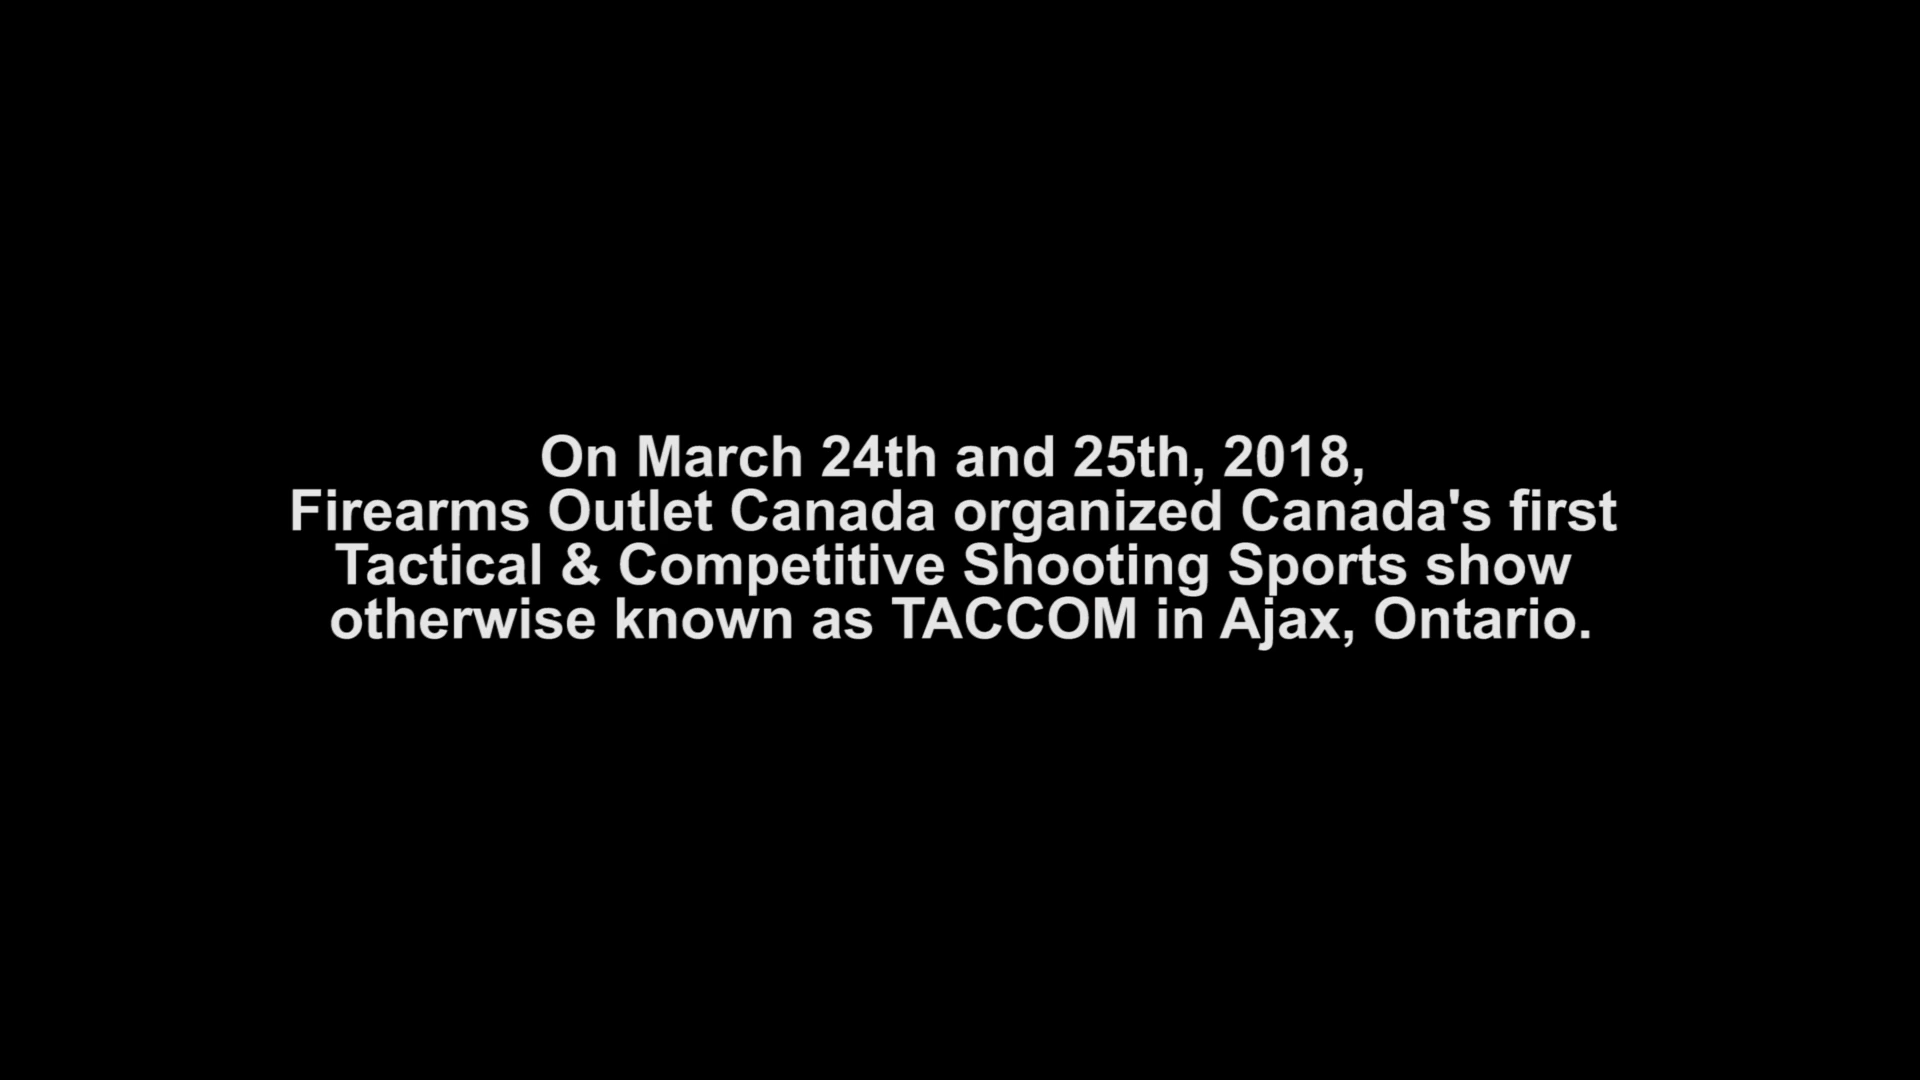 On March 24th and 25th, 2018,
Firearms Outlet Canada organized Canada's first
Tactical & Competitive Shooting Sports show
otherwise known as TACCOM in Ajax, Ontario.